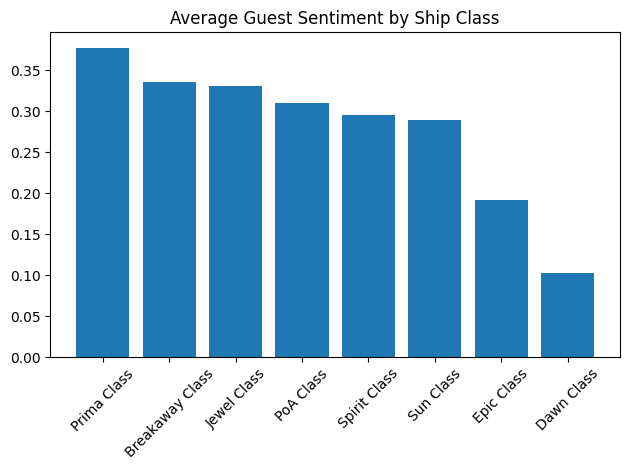 Average Guest Sentiment by Ship Class
0.35
0.30
0.25
0.20
0.15
0.10
0.05
0.00
Prima Class
Breakaway Class
Jewel Class
PoA Class
Spirit Class
Sun Class
Epic Class
Dawn Class